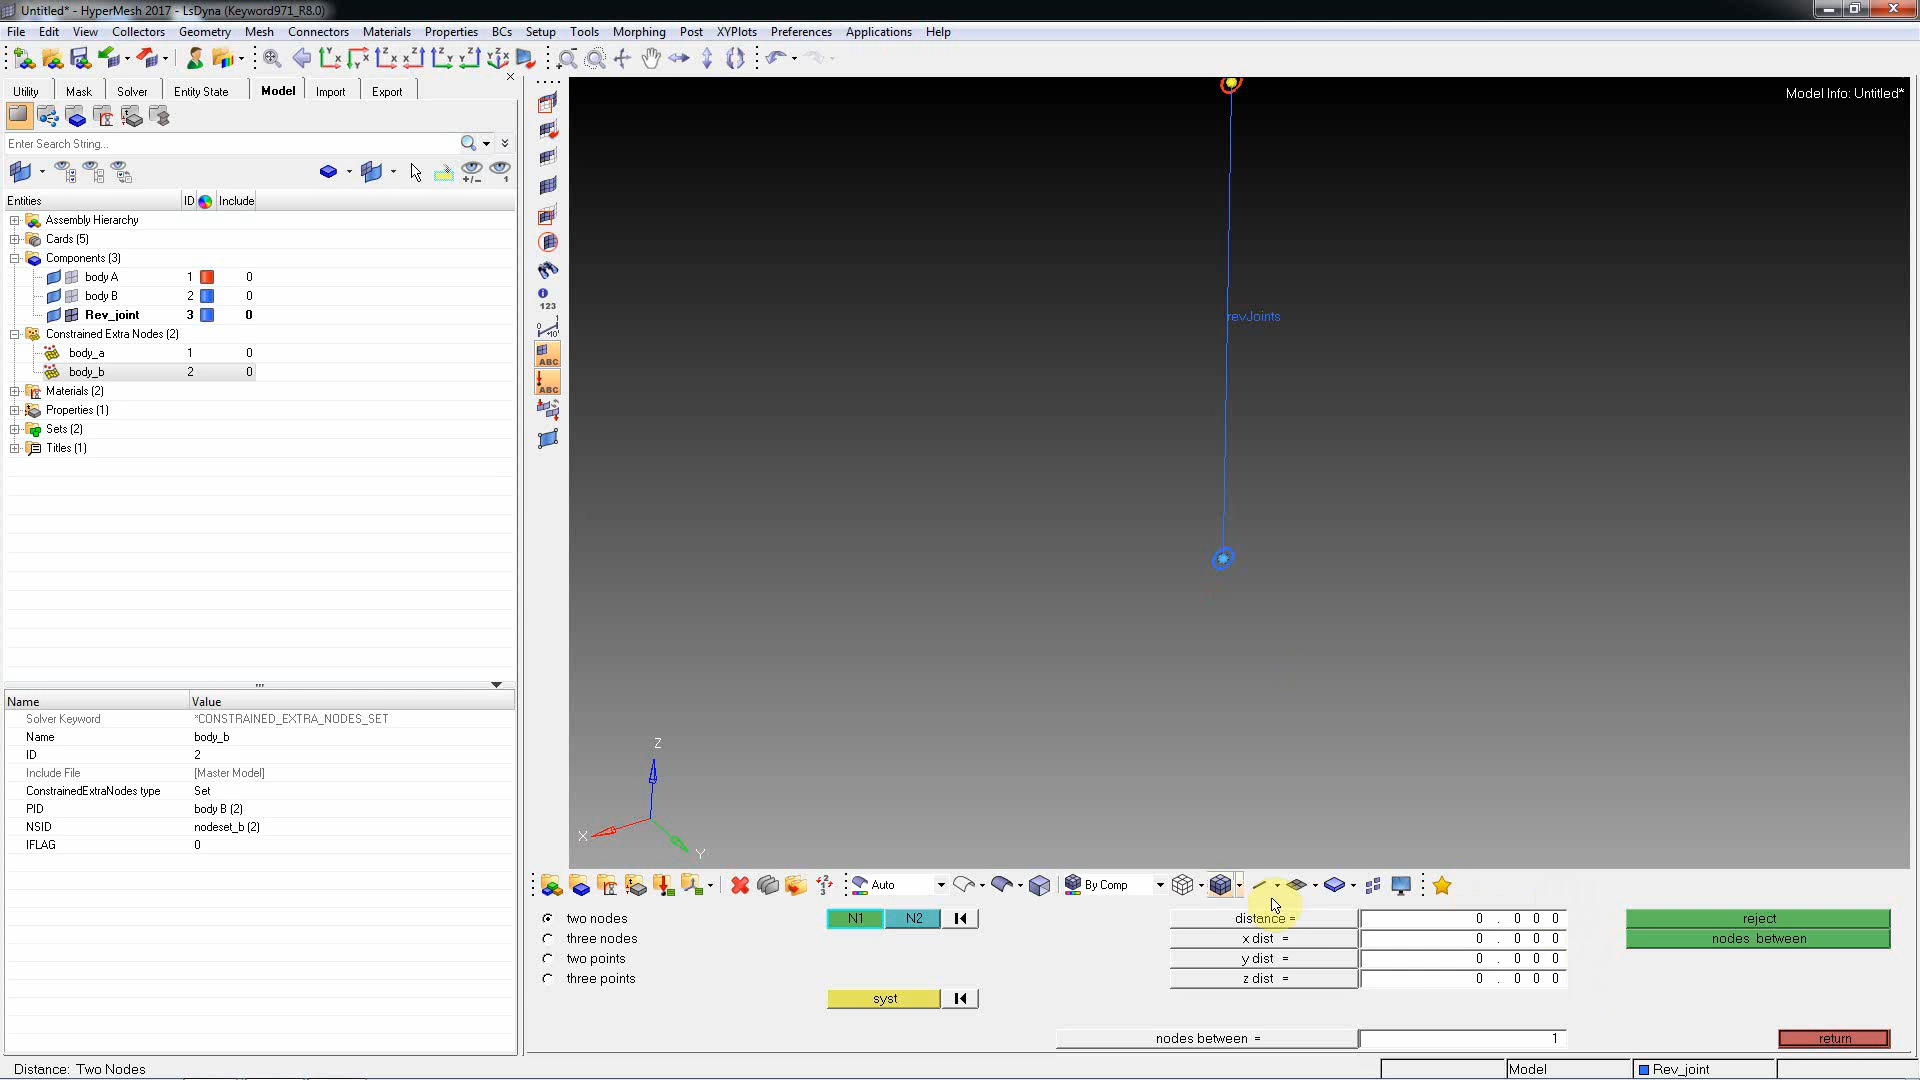 Untitled* - HyperMesh 2017 - LsDyna (Keyword971_R8.0)
File Edit View Collectors Geometry Mesh Connectors Materials Properties BCs Setup Tools Morphing Post XYPlots Preferences Applications Help
Utility Mask Solver Entity State Model Import Export
Model Info: Untitled*
Enter Search String...
Entities ID Include
Assembly Hierarchy
Cards (5)
Components (3)
body A 1 0
body B 2 0
Rev_joint 3 0
Constrained Extra Nodes (2)
body_a 1 0
body_b 2 0
Materials (2)
Properties (1)
Sets (2)
Titles (1)
123
ABC
ABC
revJoints
Name Value
Solver Keyword *CONSTRAINED_EXTRA_NODES_SET
Name body_b
ID 2
Include File [Master Model]
ConstrainedExtraNodes type Set
PID body B (2)
NSID nodeset_b (2)
IFLAG 0
Z
X
Y
Auto By Comp
two nodes N1 N2 distance = 0 . 0 0 0 reject
three nodes x dist = 0 . 0 0 0 nodes between
two points y dist = 0 . 0 0 0
three points z dist = 0 . 0 0 0
syst
nodes between = 1 return
Distance: Two Nodes Model Rev_joint